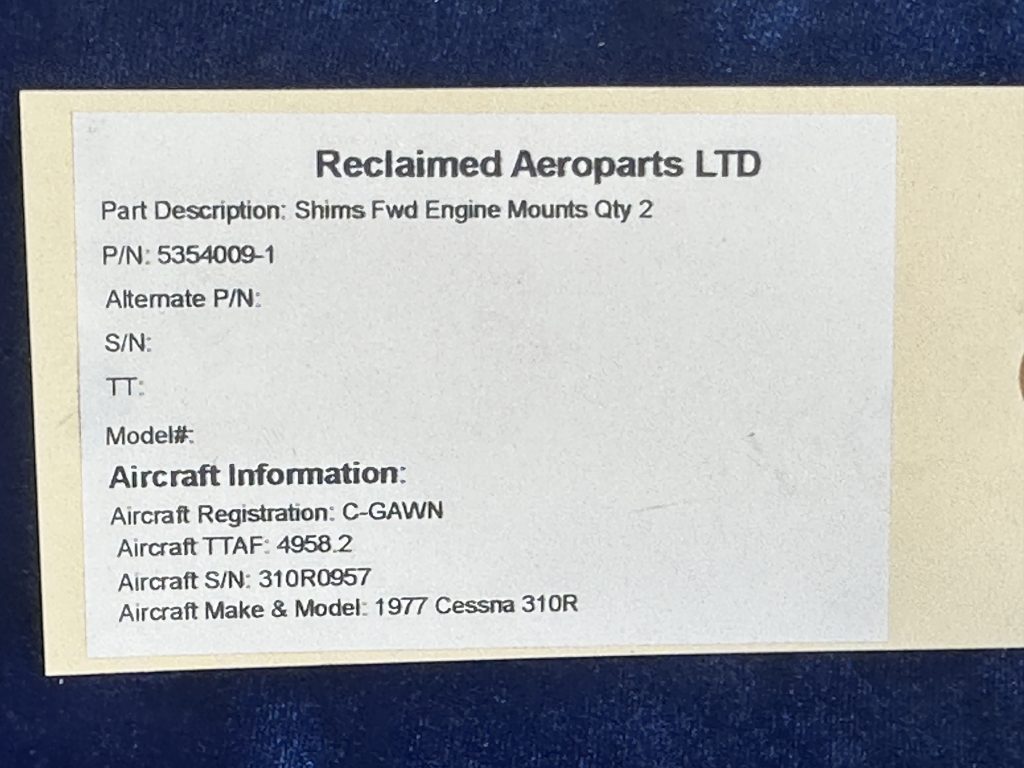 Reclaimed Aeroparts LTD
Part Description: Shims Fwd Engine Mounts Qty 2
P/N: 5354009-1
Alternate P/N:
S/N:
TT:
Model#:
Aircraft Information:
Aircraft Registration: C-GAWN
Aircraft TTAF: 4958.2
Aircraft S/N: 310R0957
Aircraft Make & Model: 1977 Cessna 310R